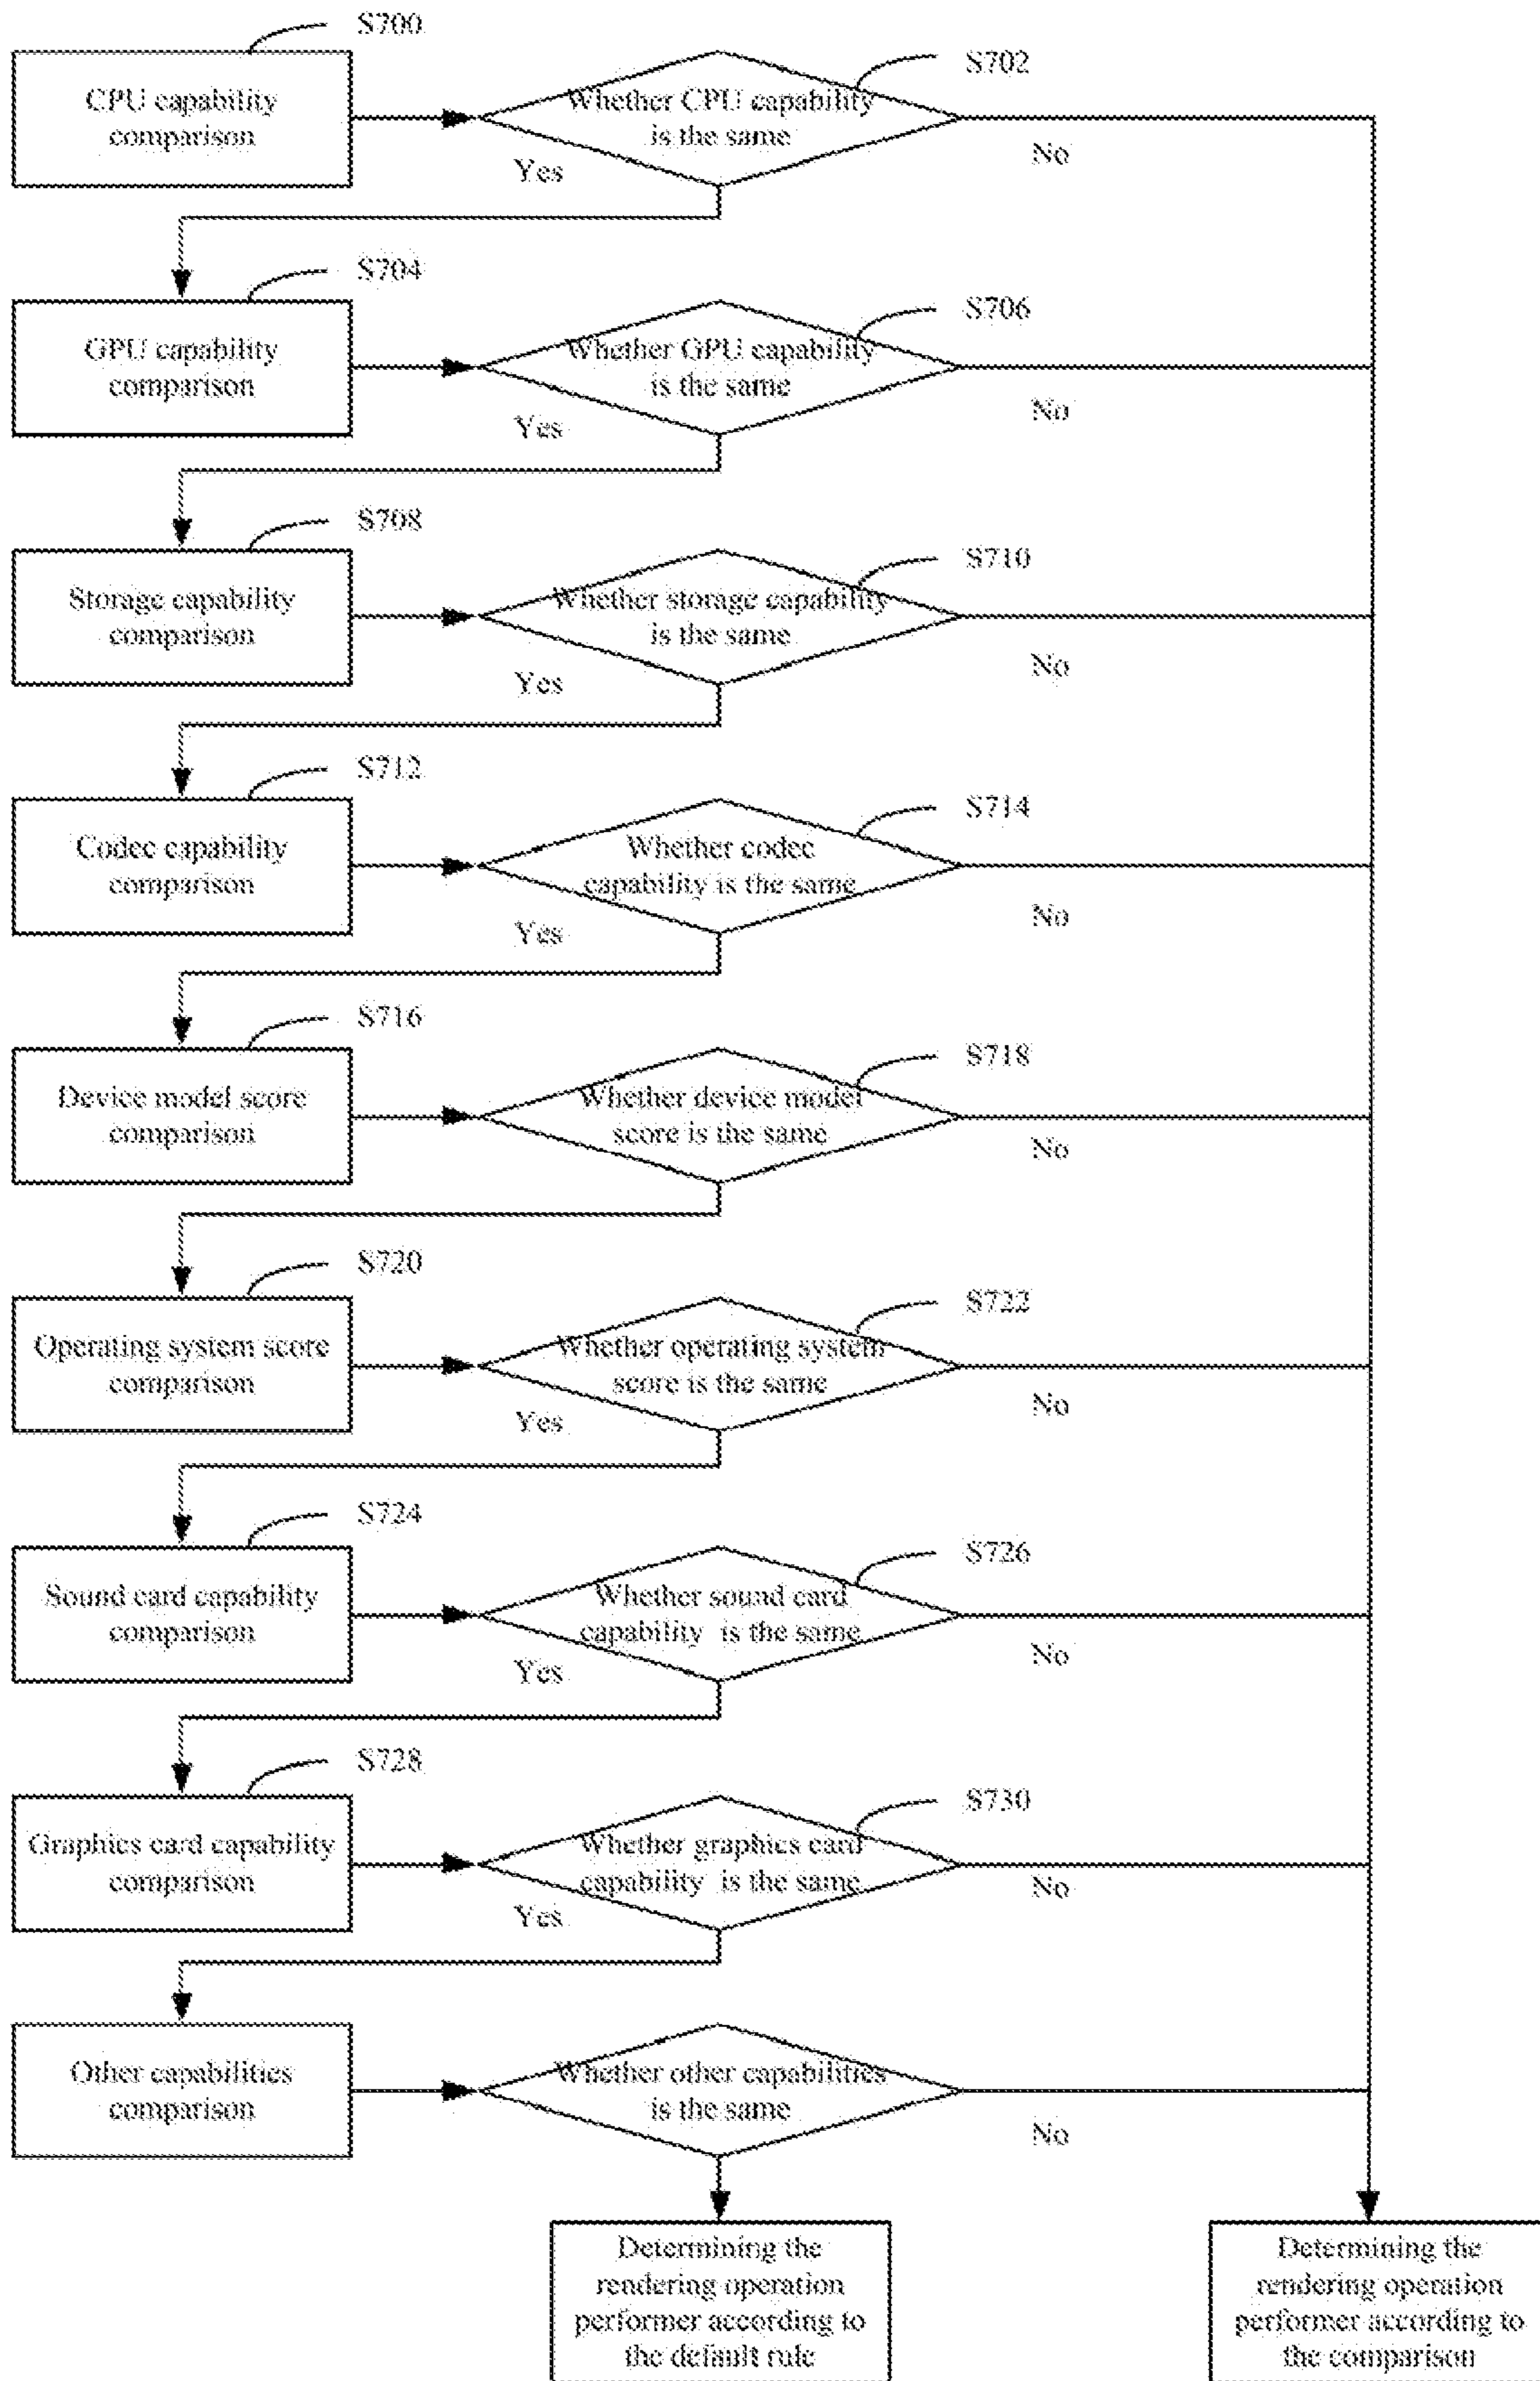 S700
CPU capability
comparison
S702
Whether CPU capability
is the same
Yes
No
S704
GPU capability
comparison
S706
Whether GPU capability
is the same
Yes
No
S708
Storage capability
comparison
S710
Whether storage capability
is the same
Yes
No
S712
Codec capability
comparison
S714
Whether codec
capability is the same
Yes
No
S716
Device model score
comparison
S718
Whether device model
score is the same
No
S720
Operating system score
comparison
S722
Whether operating system
score is the same
Yes
No
S724
Sound card capability
comparison
S726
Whether sound card
capability is the same
Yes
No
S728
Graphics card capability
comparison
S730
Whether graphics card
capability is the same
Yes
No
Other capabilities
comparison
Whether other capabilities
is the same
No
Determining the
rendering operation
performer according to
the default rule
Determining the
rendering operation
performer according to
the comparison